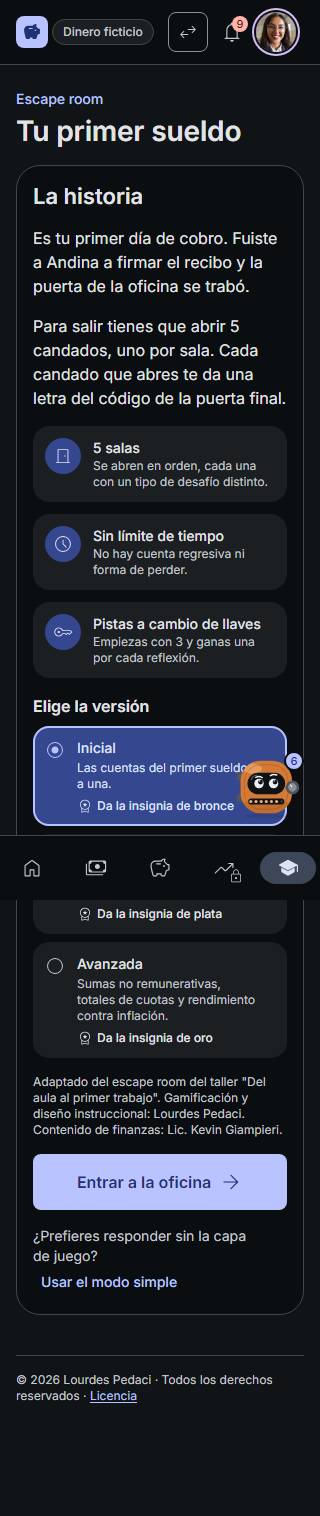 Dinero ficticio
9
Escape room
Tu primer sueldo
La historia
Es tu primer día de cobro. Fuiste
a Andina a firmar el recibo y la
puerta de la oficina se trabó.
Para salir tienes que abrir 5
candados, uno por sala. Cada
candado que abres te da una
letra del código de la puerta final.
5 salas
Se abren en orden, cada una
con un tipo de desafío distinto.
Sin límite de tiempo
No hay cuenta regresiva ni
forma de perder.
Pistas a cambio de llaves
Empiezas con 3 y ganas una
por cada reflexión.
Elige la versión
Inicial
Las cuentas del primer sueldo
a una.
6
Da la insignia de bronce
Da la insignia de plata
Avanzada
Sumas no remunerativas,
totales de cuotas y rendimiento
contra inflación.
Da la insignia de oro
Adaptado del escape room del taller "Del
aula al primer trabajo". Gamificación y
diseño instruccional: Lourdes Pedaci.
Contenido de finanzas: Lic. Kevin Giampieri.
Entrar a la oficina
¿Prefieres responder sin la capa
de juego?
Usar el modo simple
© 2026 Lourdes Pedaci · Todos los derechos
reservados · Licencia